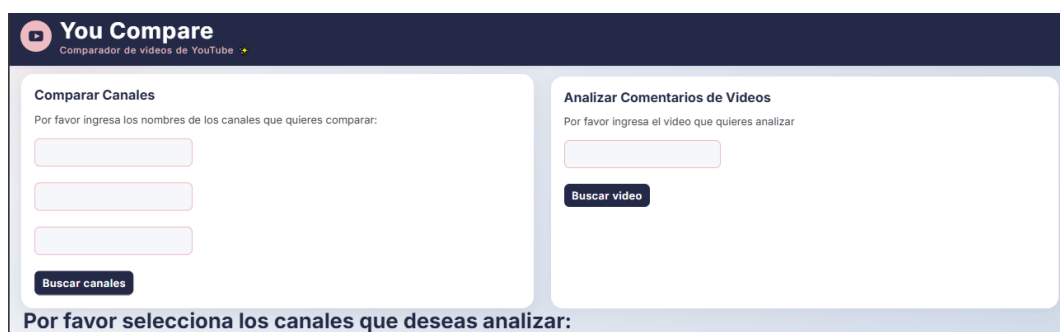 You Compare
Comparador de videos de YouTube ✨
Comparar Canales
Por favor ingresa los nombres de los canales que quieres comparar:
Buscar canales
Analizar Comentarios de Videos
Por favor ingresa el video que quieres analizar
Buscar video
Por favor selecciona los canales que deseas analizar: